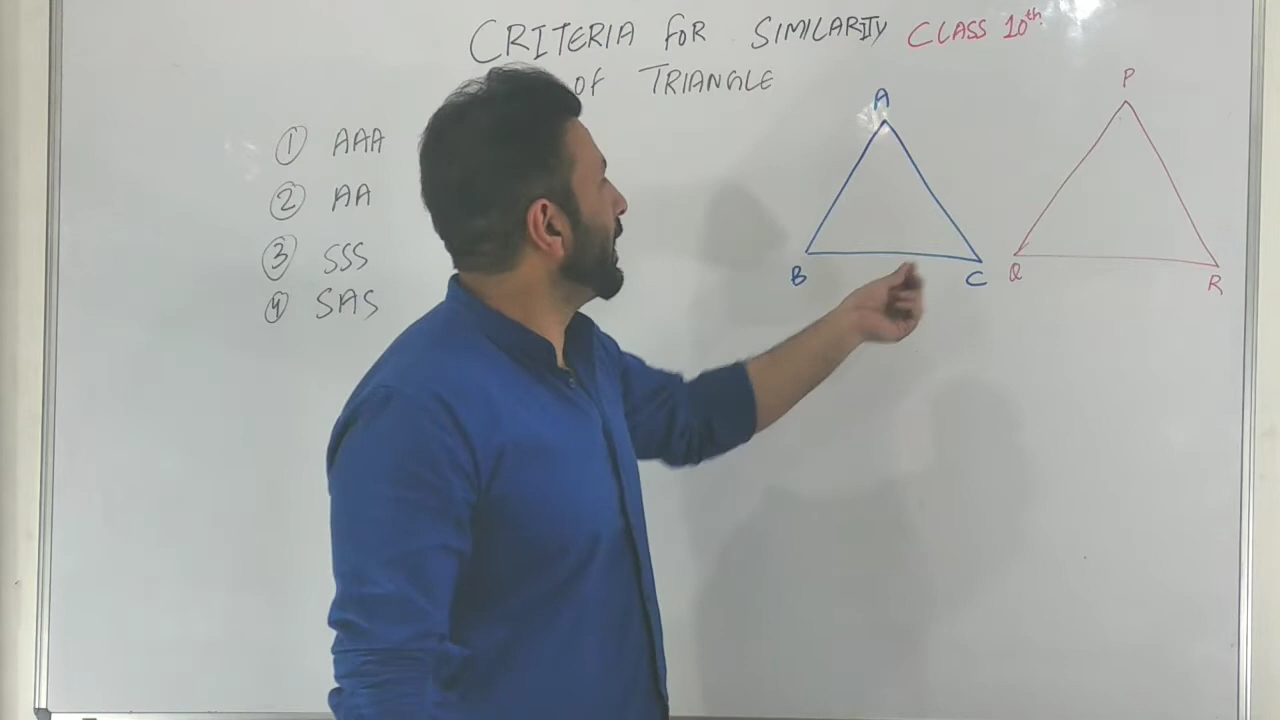 CRITERIA FOR SIMILARITY CLASS 10th
OF TRIANGLE
① AAA
② AA
③ SSS
④ SAS
A
B
C
P
Q
R